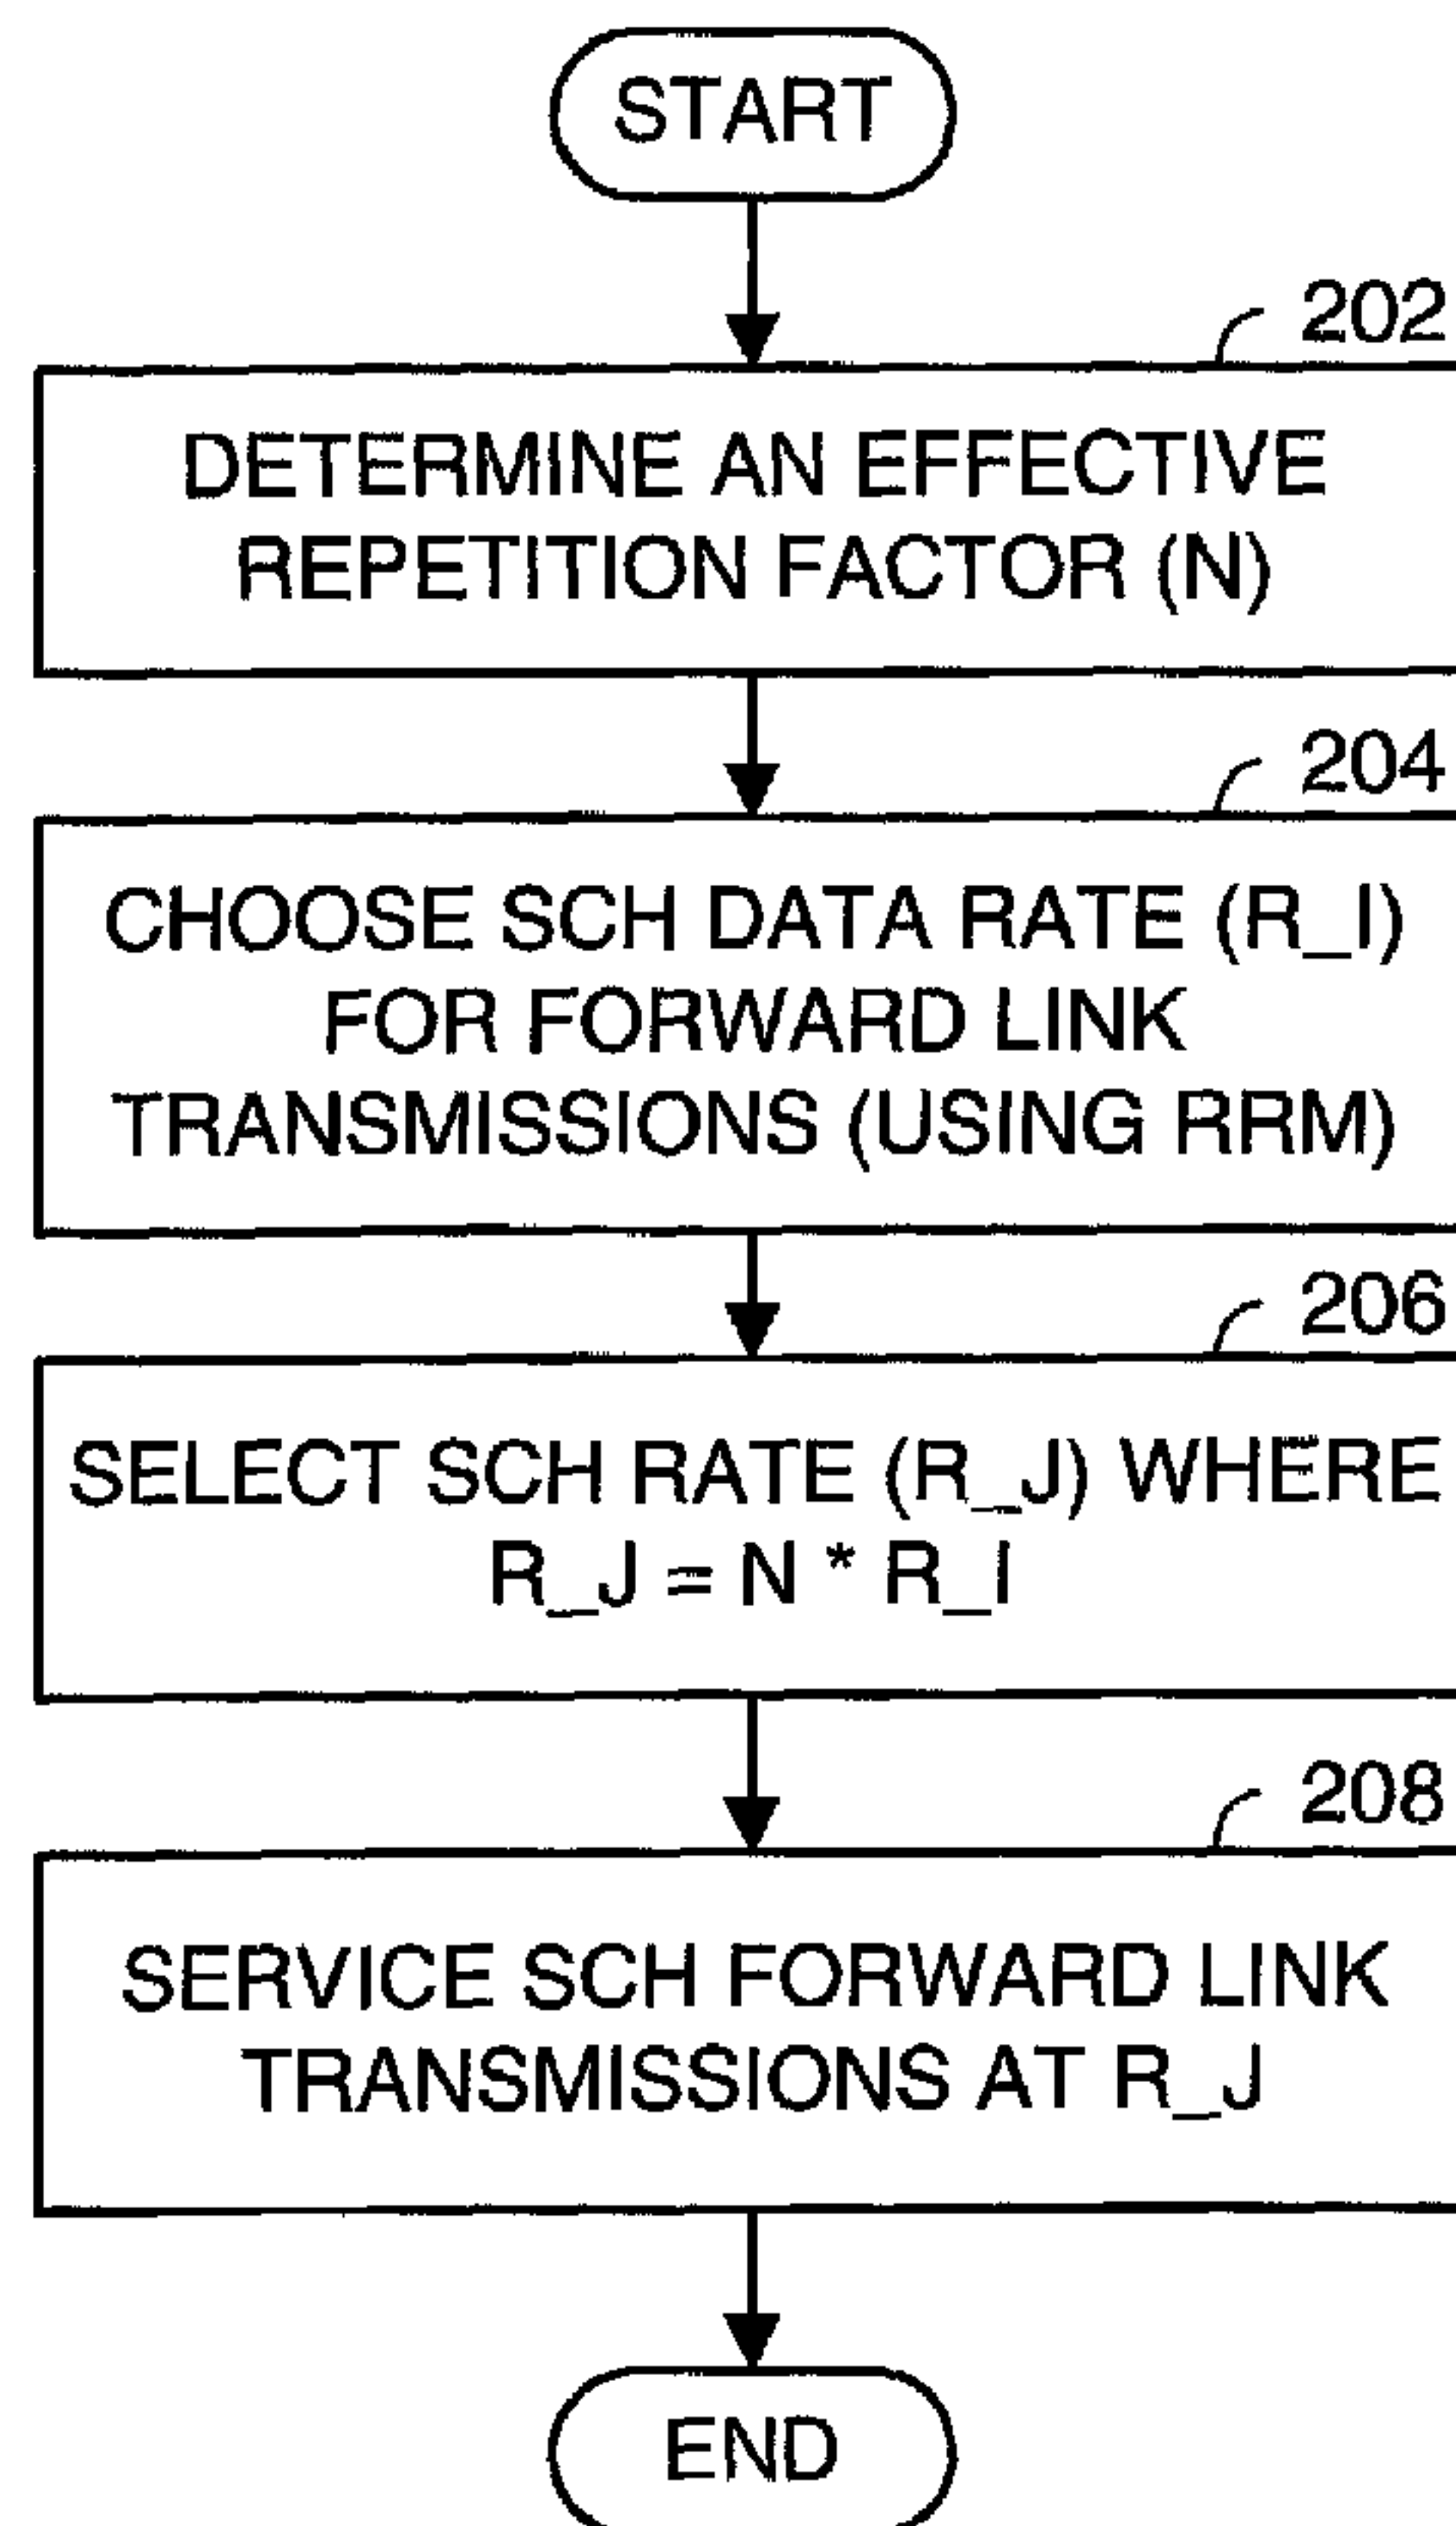 START
202
DETERMINE AN EFFECTIVE
REPETITION FACTOR (N)
204
CHOOSE SCH DATA RATE (R_I)
FOR FORWARD LINK
TRANSMISSIONS (USING RRM)
206
SELECT SCH RATE (R_J) WHERE
R_J = N * R_I
208
SERVICE SCH FORWARD LINK
TRANSMISSIONS AT R_J
END